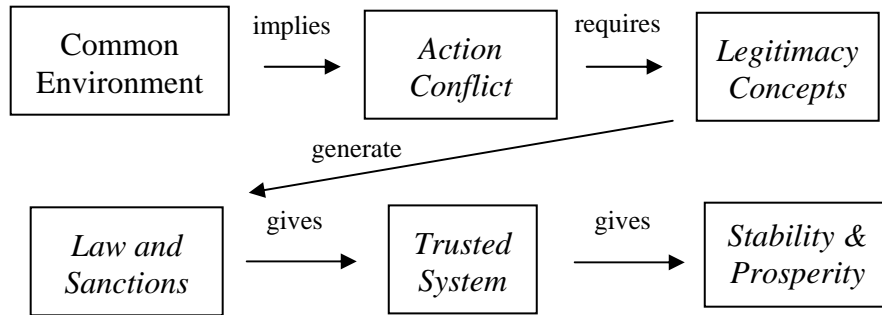 implies
requires
Common
Environment
Action
Conflict
Legitimacy
Concepts
generate
gives
gives
Law and
Sanctions
Trusted
System
Stability &
Prosperity